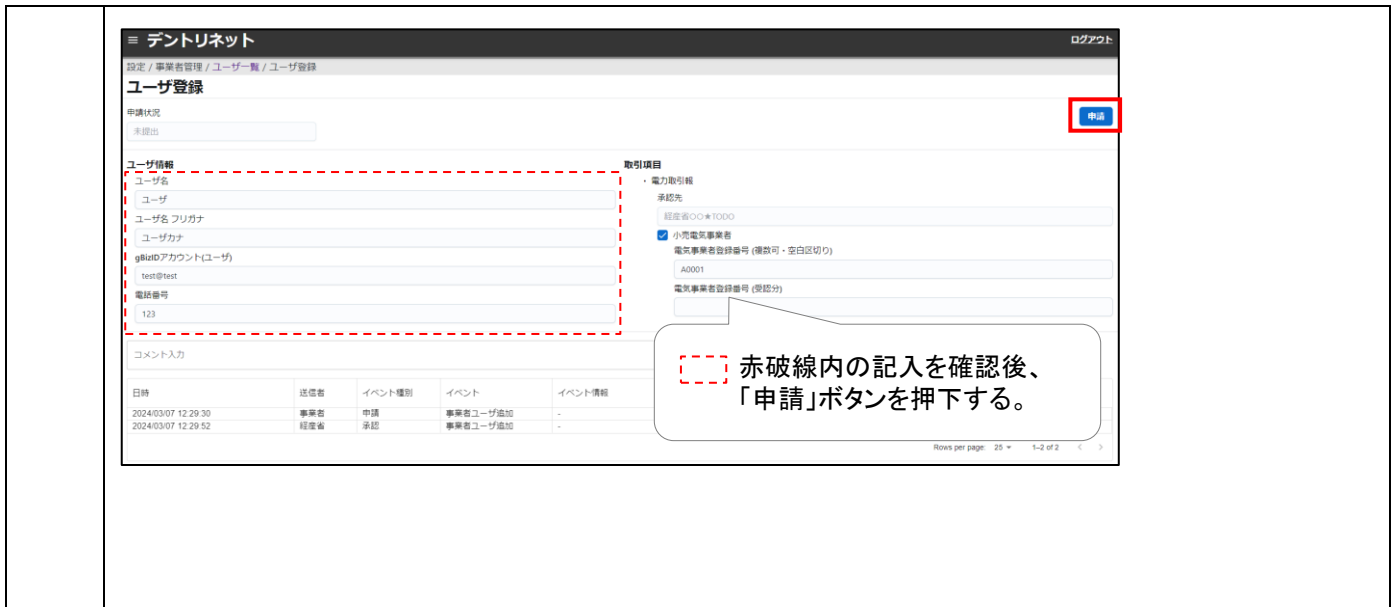 ≡ デントリネット
ログアウト
設定 / 事業者管理 / ユーザ一覧 / ユーザ登録
ユーザ登録
申請状況
未提出
申請
ユーザ情報
ユーザ名
ユーザ
ユーザ名 フリガナ
ユーザカナ
gBizIDアカウント(ユーザ)
test@test
電話番号
123
取引項目
・電力取引報
承認先
経産省○○★TODO
小売電気事業者
電気事業者登録番号 (複数可・空白区切り)
A0001
電気事業者登録番号 (受認分)
赤破線内の記入を確認後、
「申請」ボタンを押下する。
コメント入力
日時 送信者 イベント種別 イベント イベント情報
2024/03/07 12:29:30 事業者 申請 事業者ユーザ追加 -
2024/03/07 12:29:52 経産省 承認 事業者ユーザ追加 -
Rows per page: 25 1–2 of 2 < >